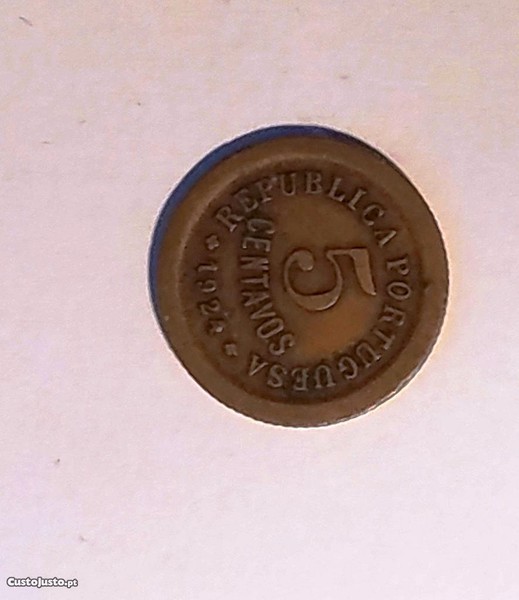 REPUBLICA PORTUGUESA
5
CENTAVOS
* 1924 *
CustoJusto.pt